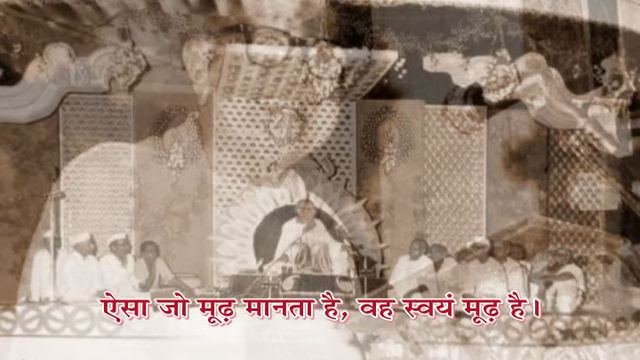 ऐसा जो मूढ़ मानता है, वह स्वयं मूढ़ है।